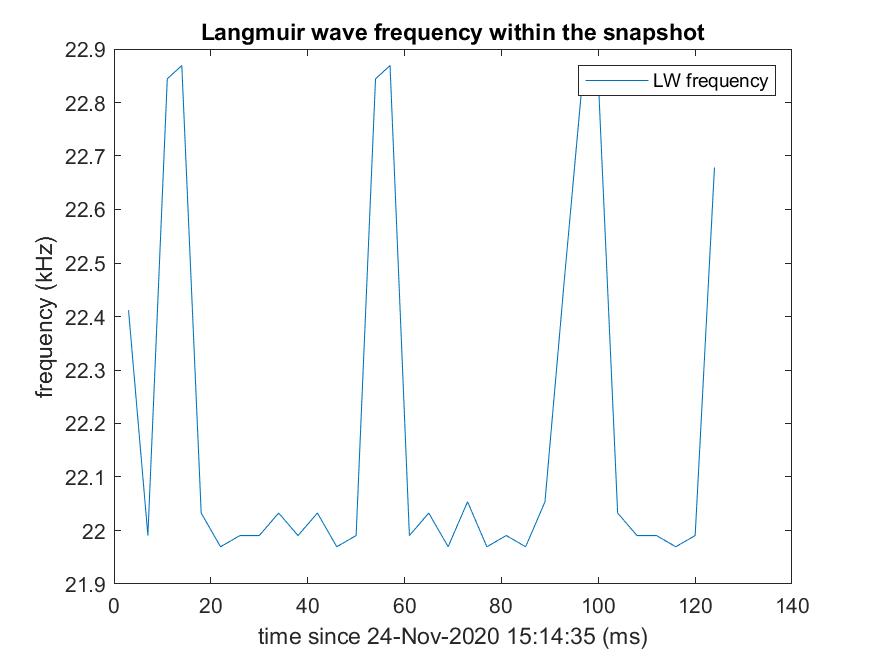 Langmuir wave frequency within the snapshot
22.9
22.8
22.7
22.6
22.5
22.4
22.3
22.2
22.1
22
21.9
frequency (kHz)
LW frequency
0 20 40 60 80 100 120 140
time since 24-Nov-2020 15:14:35 (ms)